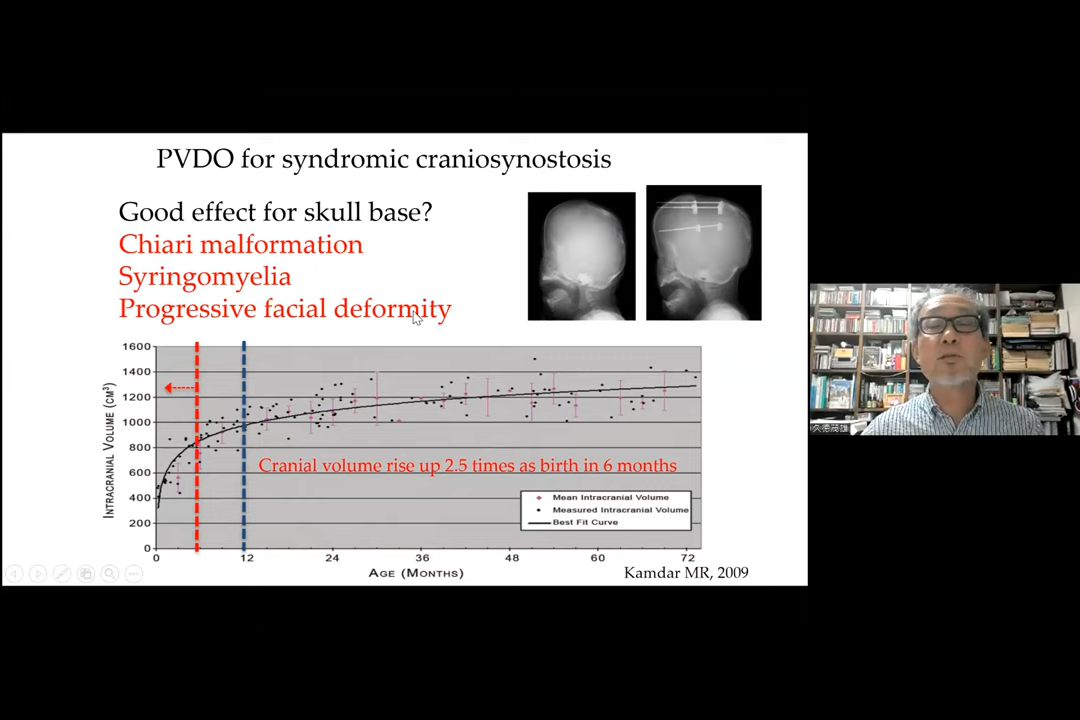 PVDO for syndromic craniosynostosis
Good effect for skull base?
Chiari malformation
Syringomyelia
Progressive facial deformity
INTRACRANIAL VOLUME (CM³)
1600
1400
1200
1000
800
600
400
200
0
Cranial volume rise up 2.5 times as birth in 6 months
Mean Intracranial Volume
Measured Intracranial Volume
Best Fit Curve
0 12 24 36 48 60 72
AGE (MONTHS)
Kamdar MR, 2009